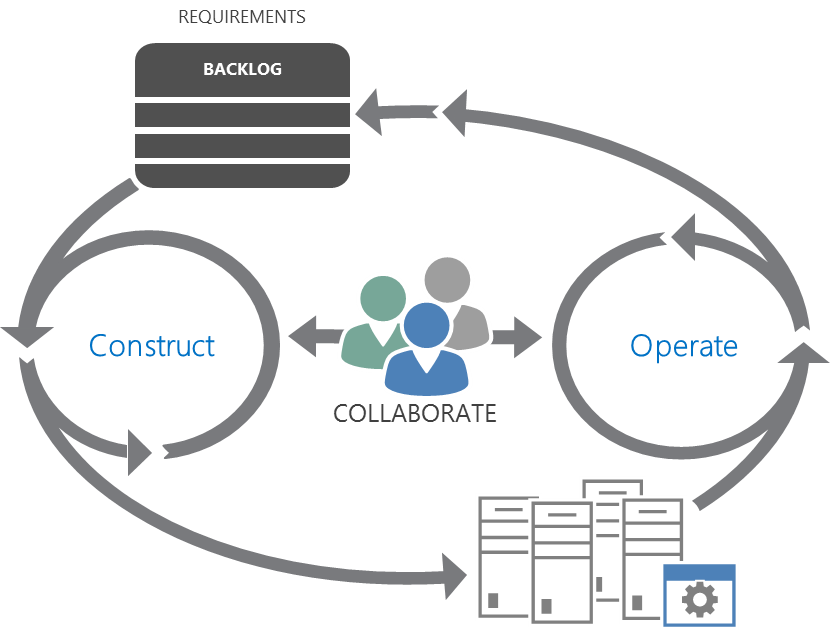 REQUIREMENTS
BACKLOG
Construct
COLLABORATE
Operate